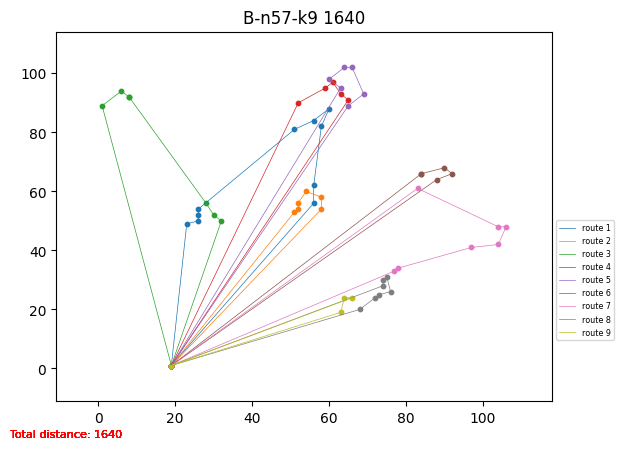 B-n57-k9 1640
100
80
60
40
20
0
0 20 40 60 80 100
route 1
route 2
route 3
route 4
route 5
route 6
route 7
route 8
route 9
Total distance: 1640